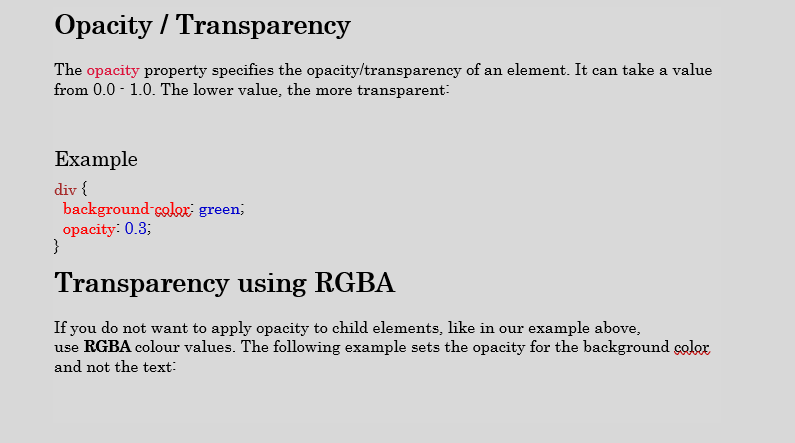 Opacity / Transparency
The opacity property specifies the opacity/transparency of an element. It can take a value
from 0.0 - 1.0. The lower value, the more transparent:
Example
div {
background-color: green;
opacity: 0.3;
}
Transparency using RGBA
If you do not want to apply opacity to child elements, like in our example above,
use RGBA colour values. The following example sets the opacity for the background color
and not the text: